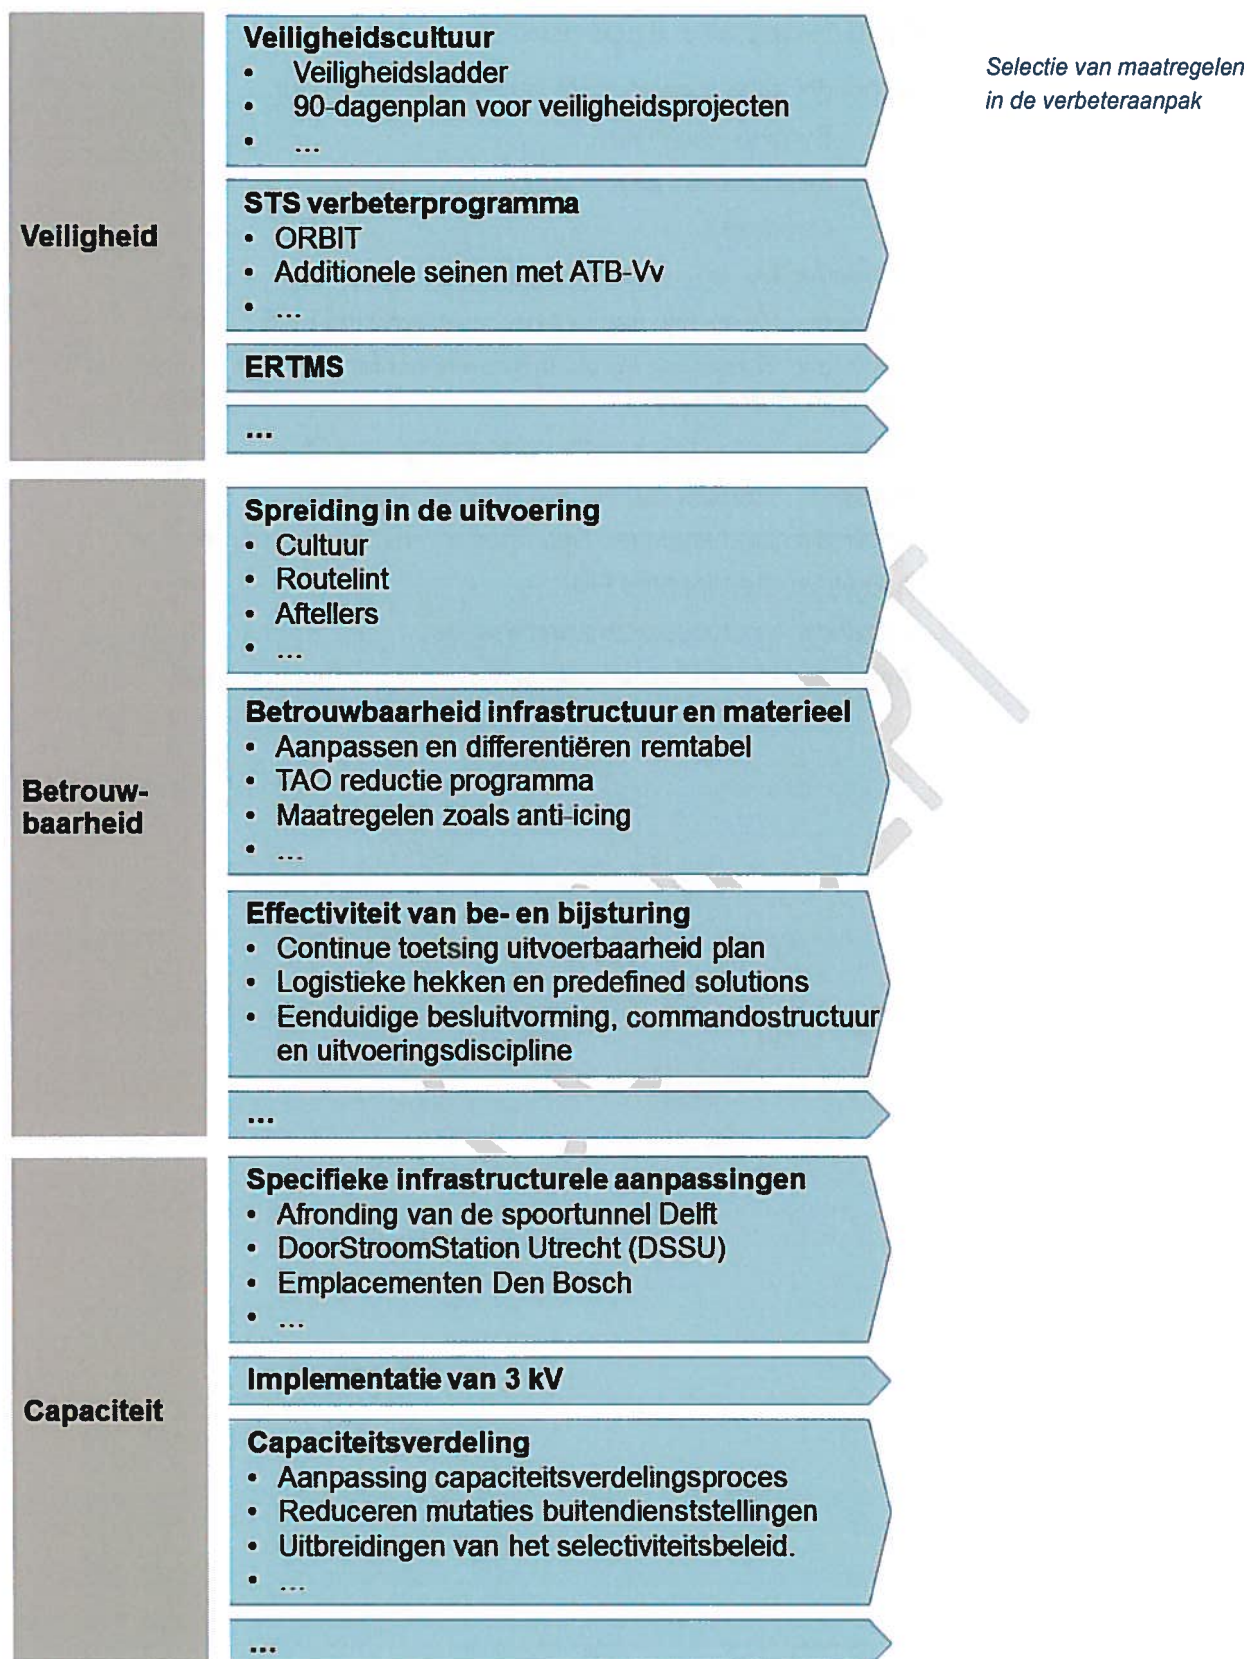 Veiligheidscultuur
• Veiligheidsladder
• 90-dagenplan voor veiligheidsprojecten
• ...
Selectie van maatregelen
in de verbeteraanpak
Veiligheid
STS verbeterprogramma
• ORBIT
• Additionele seinen met ATB-Vv
• ...
ERTMS
...
Spreiding in de uitvoering
• Cultuur
• Routelint
• Aftellers
• ...
Betrouw-
baarheid
Betrouwbaarheid infrastructuur en materieel
• Aanpassen en differentiëren remtabel
• TAO reductie programma
• Maatregelen zoals anti-icing
• ...
Effectiviteit van be- en bijsturing
• Continue toetsing uitvoerbaarheid plan
• Logistieke hekken en predefined solutions
• Eenduidige besluitvorming, commandostructuur
en uitvoeringsdiscipline
...
Capaciteit
Specifieke infrastructurele aanpassingen
• Afronding van de spoortunnel Delft
• DoorStroomStation Utrecht (DSSU)
• Emplacementen Den Bosch
• ...
Implementatie van 3 kV
Capaciteitsverdeling
• Aanpassing capaciteitsverdelingsproces
• Reduceren mutaties buitendienststellingen
• Uitbreidingen van het selectiviteitsbeleid.
• ...
...